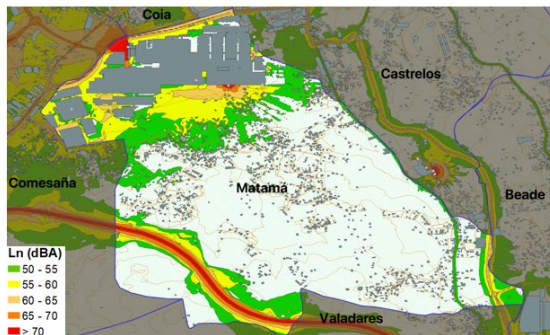 Coia
Castrelos
Comesaña
Matamá
Beade
Ln (dBA)
50 - 55
55 - 60
60 - 65
65 - 70
> 70
Valadares